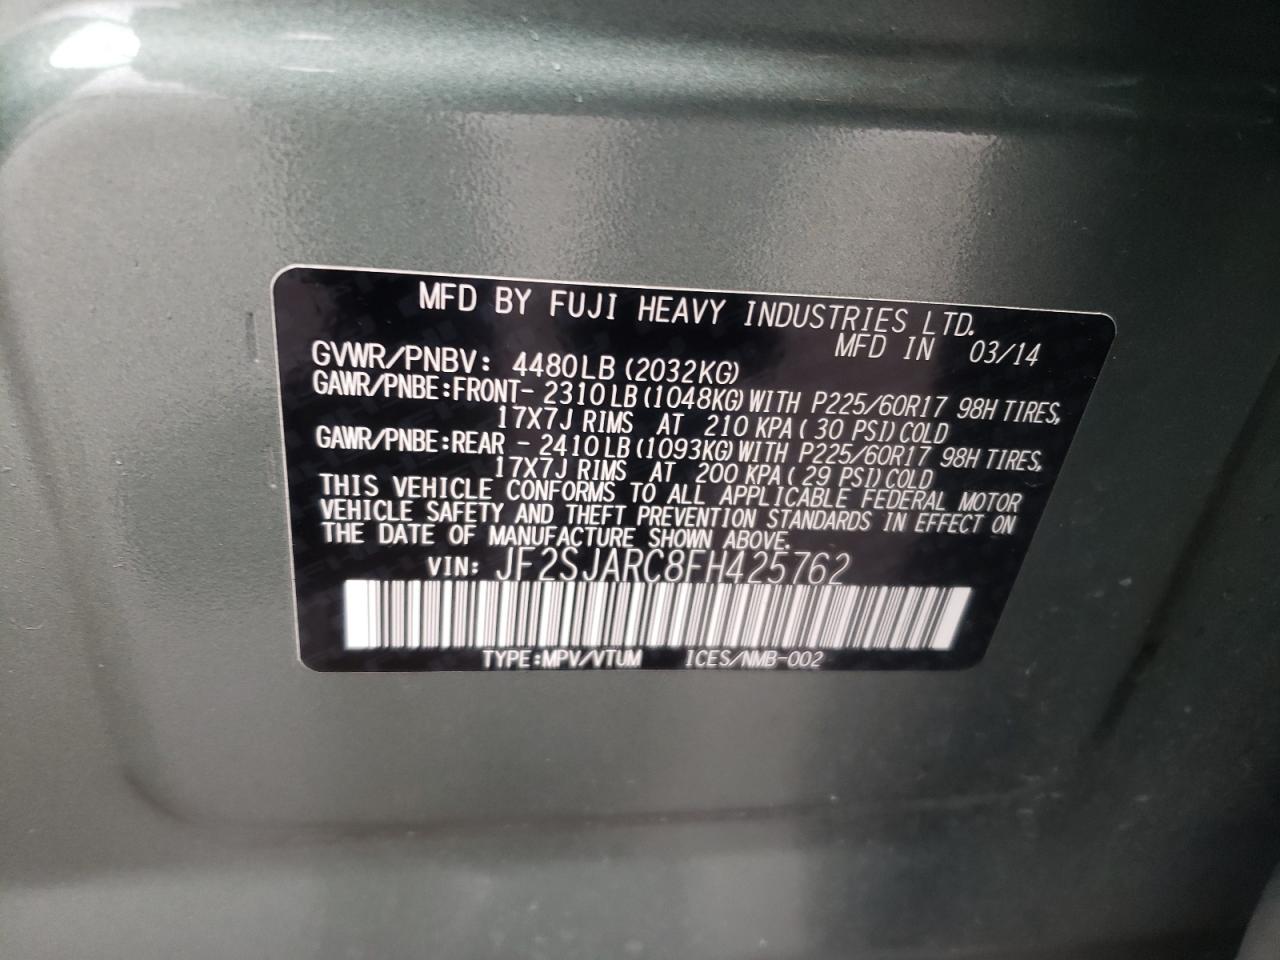 MFD BY FUJI HEAVY INDUSTRIES LTD.
MFD IN 03/14
GVWR/PNBV: 4480LB (2032KG)
GAWR/PNBE:FRONT- 2310LB(1048KG)WITH P225/60R17 98H TIRES,
17X7J RIMS AT 210 KPA( 30 PSI)COLD
GAWR/PNBE:REAR - 2410LB(1093KG)WITH P225/60R17 98H TIRES,
17X7J RIMS AT 200 KPA( 29 PSI)COLD
THIS VEHICLE CONFORMS TO ALL APPLICABLE FEDERAL MOTOR
VEHICLE SAFETY AND THEFT PREVENTION STANDARDS IN EFFECT ON
THE DATE OF MANUFACTURE SHOWN ABOVE.
VIN: JF2SJARC8FH425762
TYPE:MPV/VTUM ICES/NMB-002